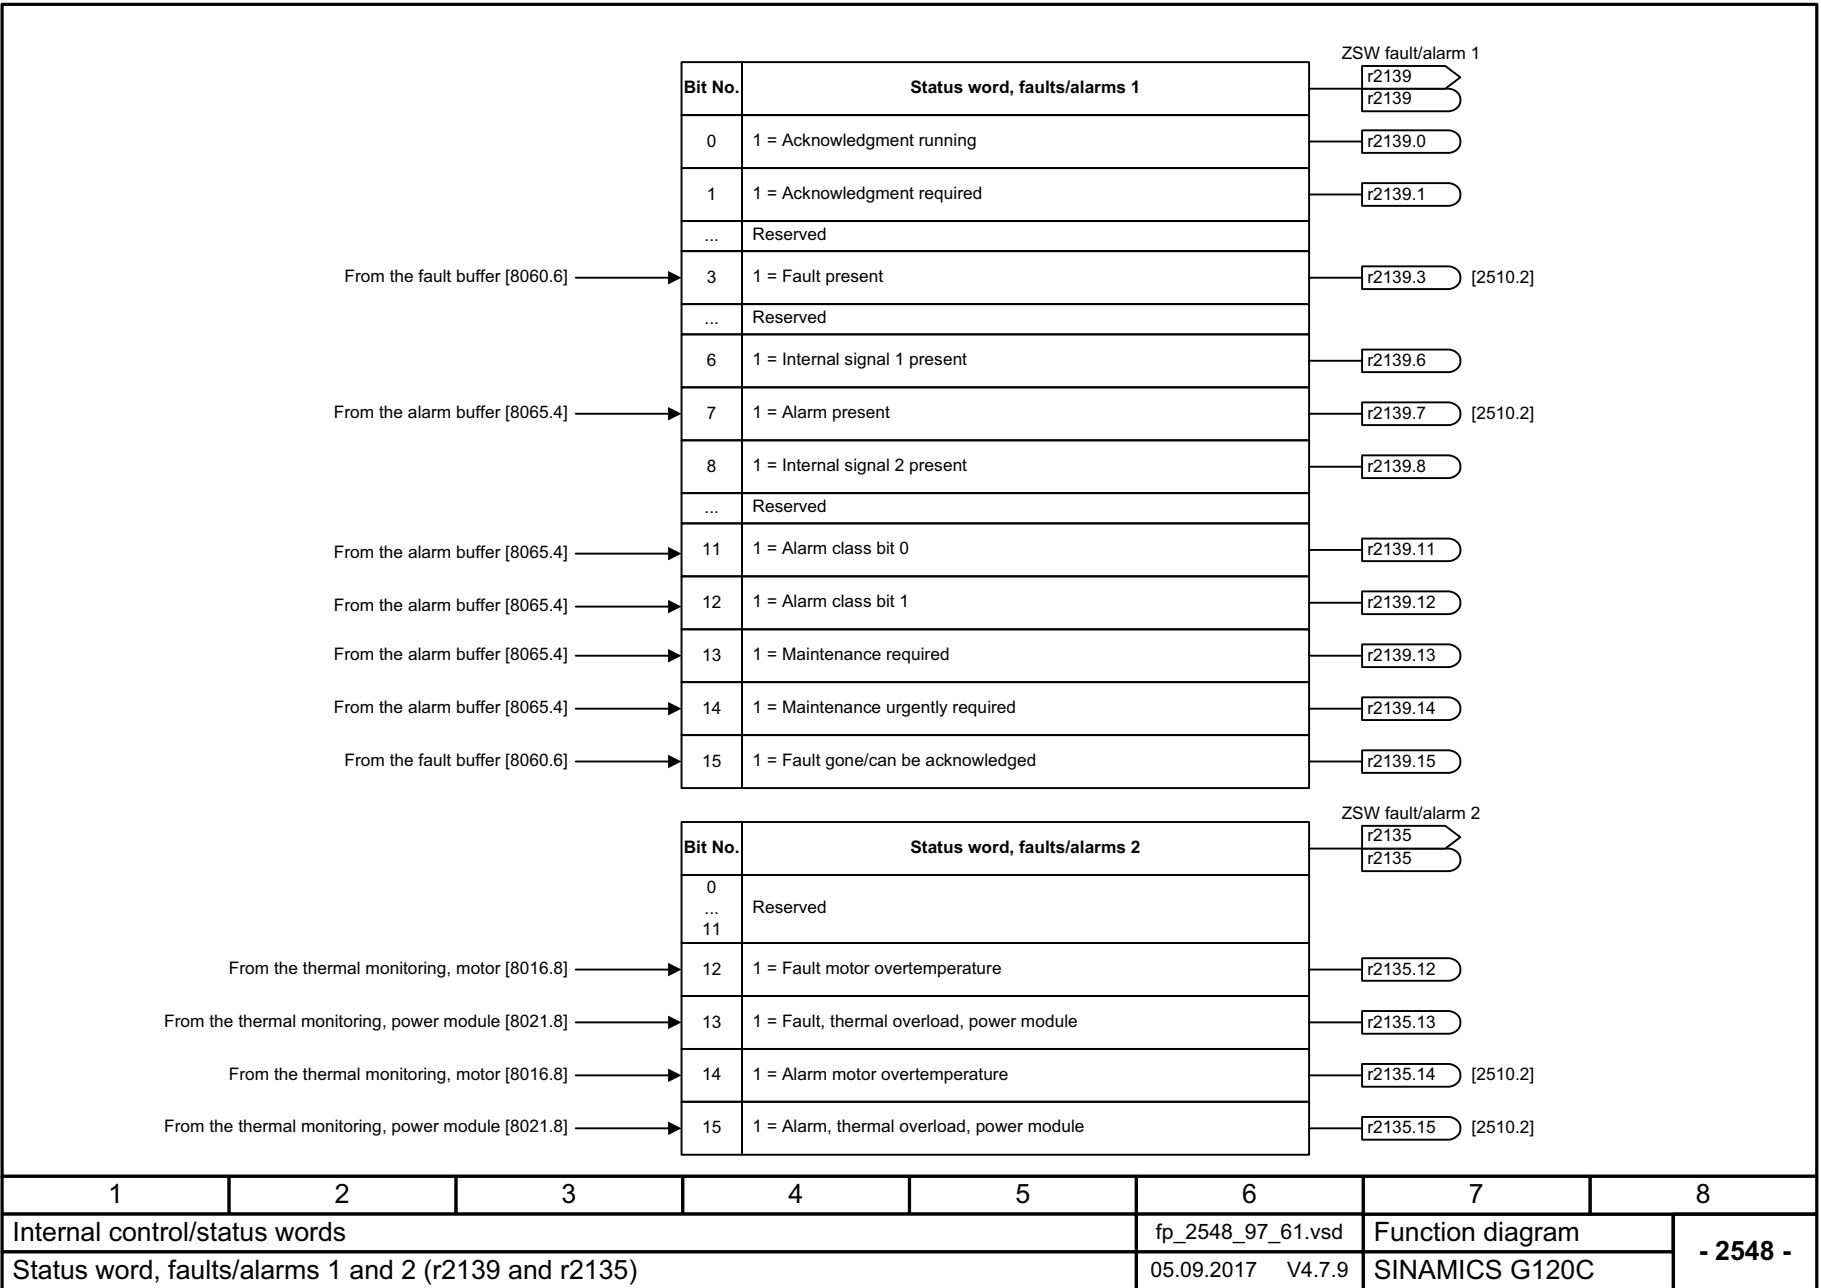 ZSW fault/alarm 1
Bit No. Status word, faults/alarms 1 r2139
r2139
0 1 = Acknowledgment running r2139.0
1 1 = Acknowledgment required r2139.1
... Reserved
From the fault buffer [8060.6] 3 1 = Fault present r2139.3 [2510.2]
... Reserved
6 1 = Internal signal 1 present r2139.6
From the alarm buffer [8065.4] 7 1 = Alarm present r2139.7 [2510.2]
8 1 = Internal signal 2 present r2139.8
... Reserved
From the alarm buffer [8065.4] 11 1 = Alarm class bit 0 r2139.11
From the alarm buffer [8065.4] 12 1 = Alarm class bit 1 r2139.12
From the alarm buffer [8065.4] 13 1 = Maintenance required r2139.13
From the alarm buffer [8065.4] 14 1 = Maintenance urgently required r2139.14
From the fault buffer [8060.6] 15 1 = Fault gone/can be acknowledged r2139.15
ZSW fault/alarm 2
Bit No. Status word, faults/alarms 2 r2135
r2135
0
... Reserved
11
From the thermal monitoring, motor [8016.8] 12 1 = Fault motor overtemperature r2135.12
From the thermal monitoring, power module [8021.8] 13 1 = Fault, thermal overload, power module r2135.13
From the thermal monitoring, motor [8016.8] 14 1 = Alarm motor overtemperature r2135.14 [2510.2]
From the thermal monitoring, power module [8021.8] 15 1 = Alarm, thermal overload, power module r2135.15 [2510.2]
1 2 3 4 5 6 7 8
Internal control/status words fp_2548_97_61.vsd Function diagram - 2548 -
Status word, faults/alarms 1 and 2 (r2139 and r2135) 05.09.2017 V4.7.9 SINAMICS G120C